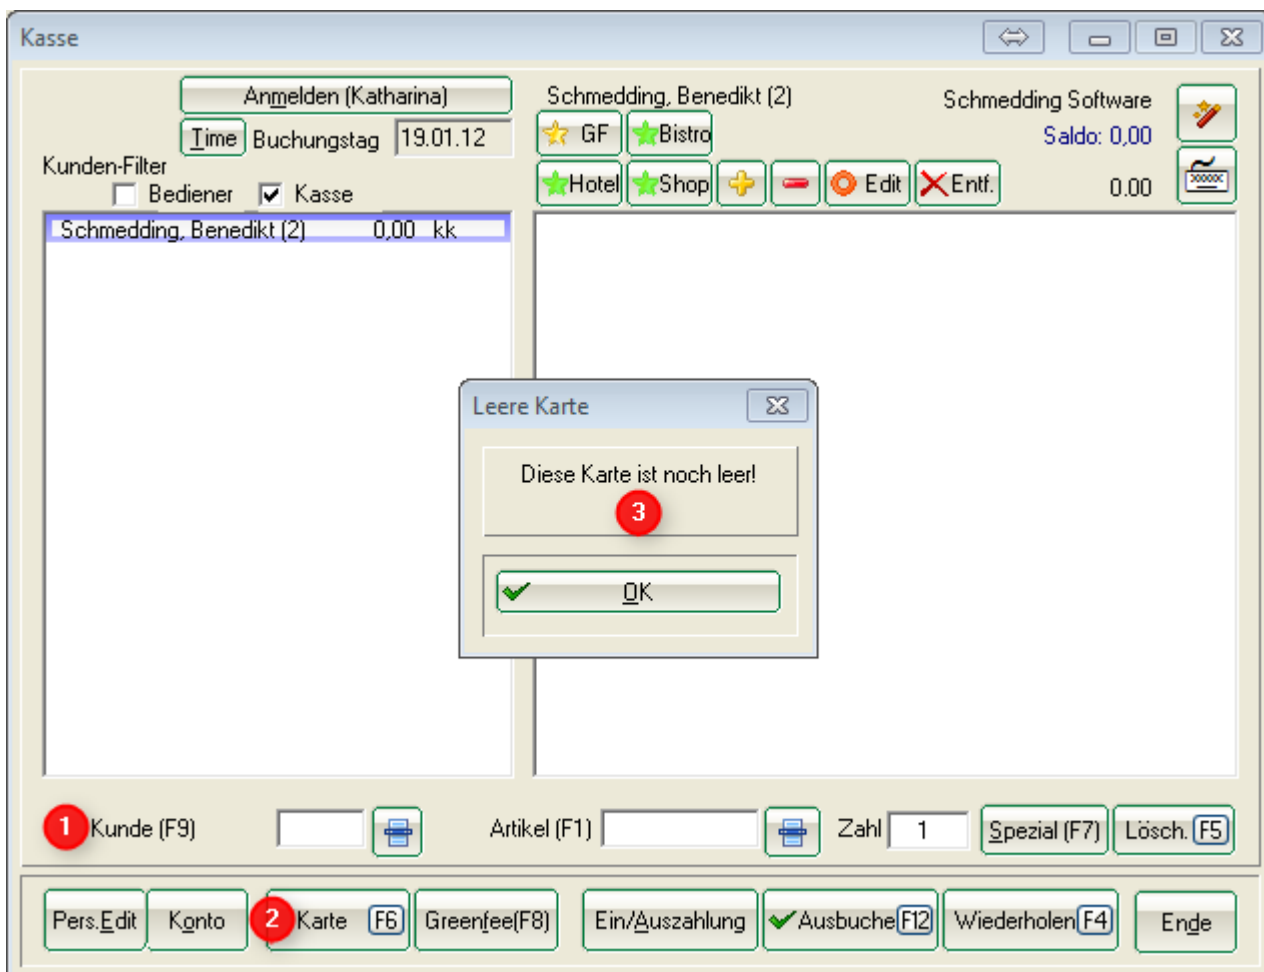 Kasse
Anmelden (Katharina)
Schmedding, Benedikt (2)
Schmedding Software
Time Buchungstag 19.01.12
GF Bistro
Saldo: 0,00
Kunden-Filter
Bediener Kasse
Hotel Shop Edit Entf.
0.00
Schmedding, Benedikt (2) 0,00 kk
Leere Karte
Diese Karte ist noch leer!
3
OK
1 Kunde (F9) Artikel (F1) Zahl 1 Spezial (F7) Lösch. F5
Pers.Edit Konto 2 Karte F6 Greenfee(F8) Ein/Auszahlung Ausbuche F12 Wiederholen F4 Ende